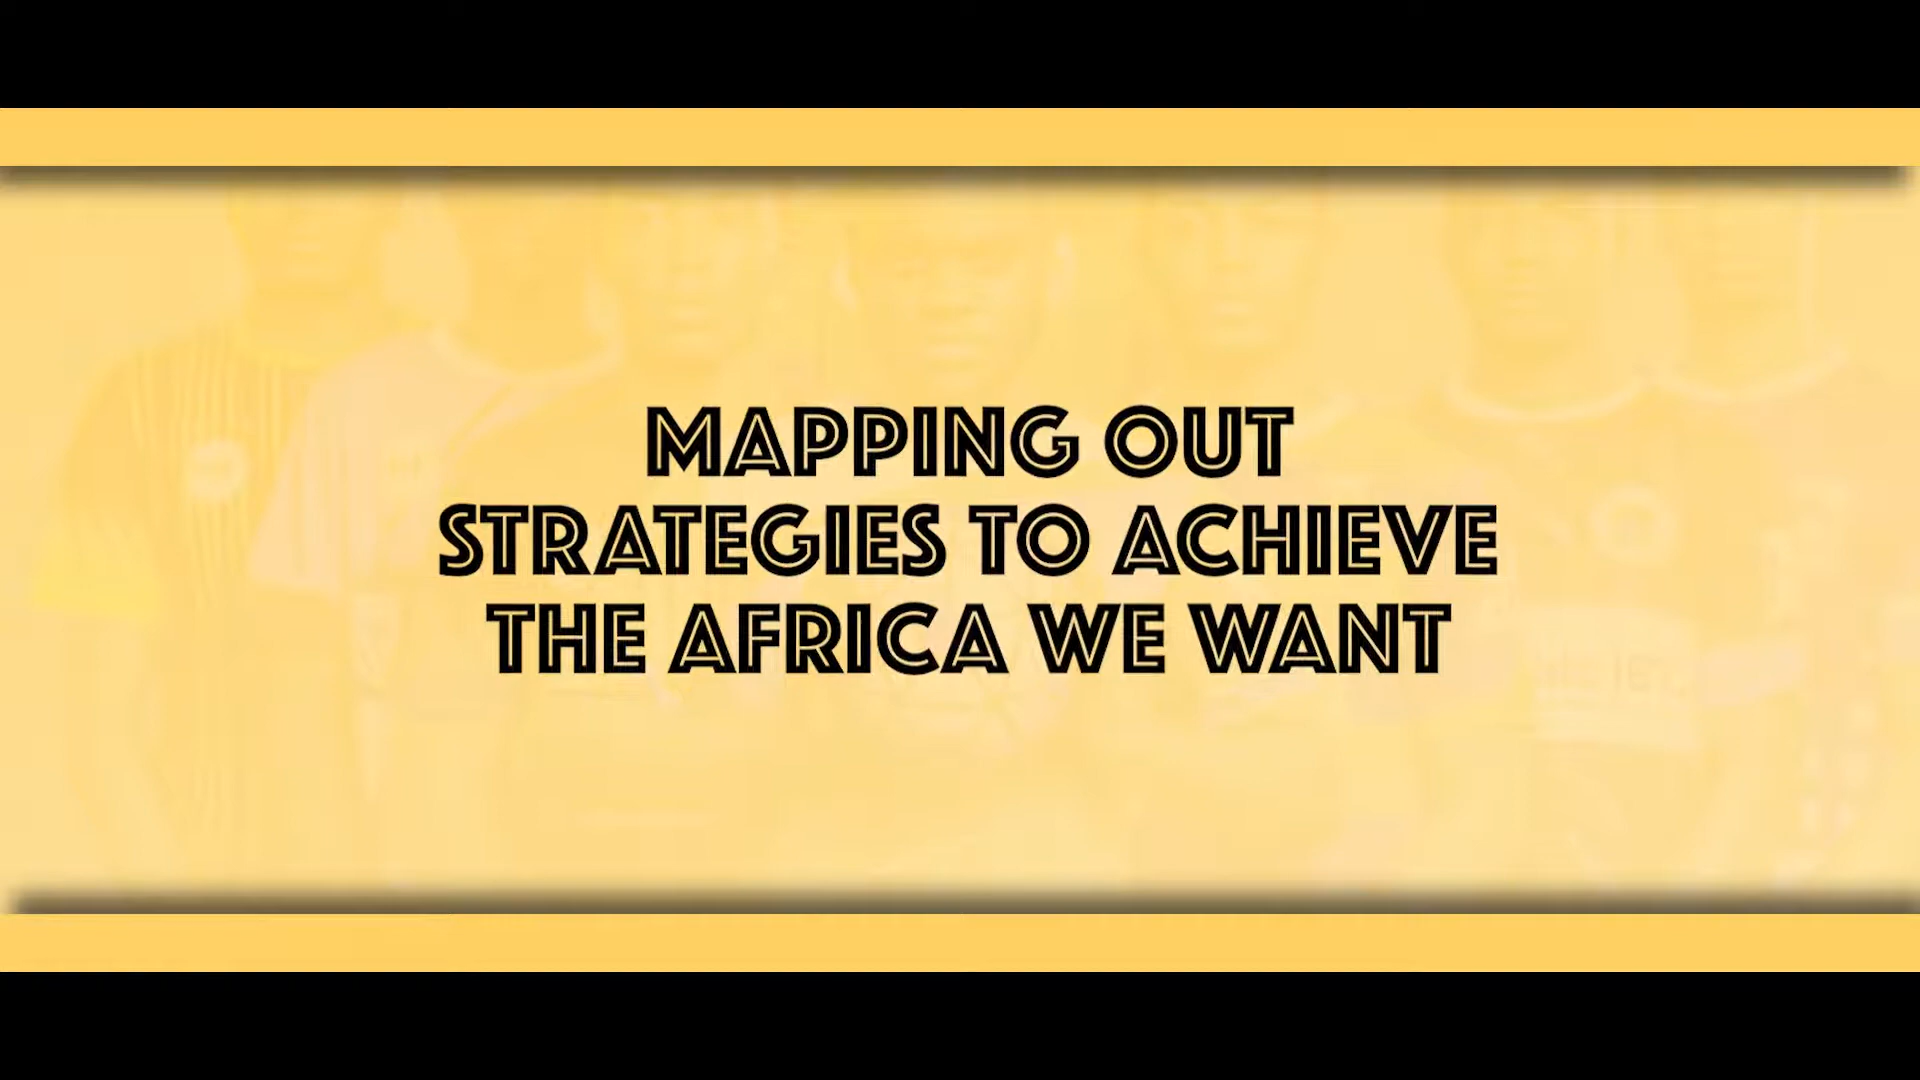 MAPPING OUT
STRATEGIES TO ACHIEVE
THE AFRICA WE WANT